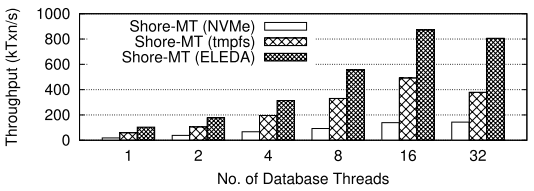 Throughput (kTxn/s)
1000
800
600
400
200
0
Shore-MT (NVMe)
Shore-MT (tmpfs)
Shore-MT (ELEDA)
1 2 4 8 16 32
No. of Database Threads